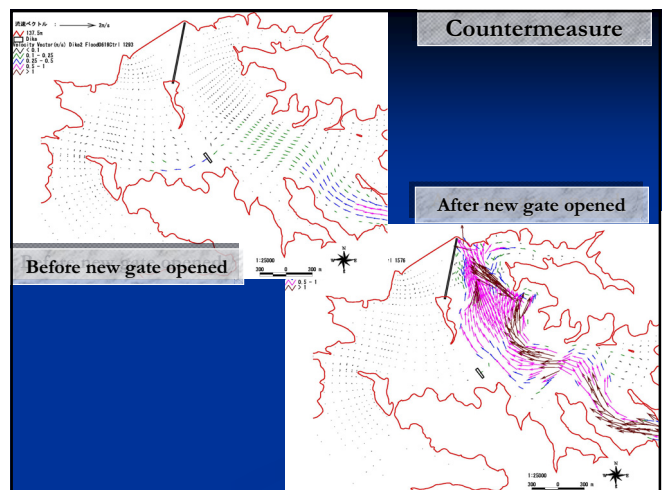 流速ベクトル : 2m/s
137.5m
Dike
Velocity Vector(m/s) Dike2 Flood0618Ctrl 1203
< 0.1
0.1 - 0.25
0.25 - 0.5
0.5 - 1
> 1
Countermeasure
After new gate opened
Before new gate opened
1:25000
300 0 300 m
N
W E
S
1576
0.5 - 1
> 1
1:25000
300 0 300 m
N
W E
S